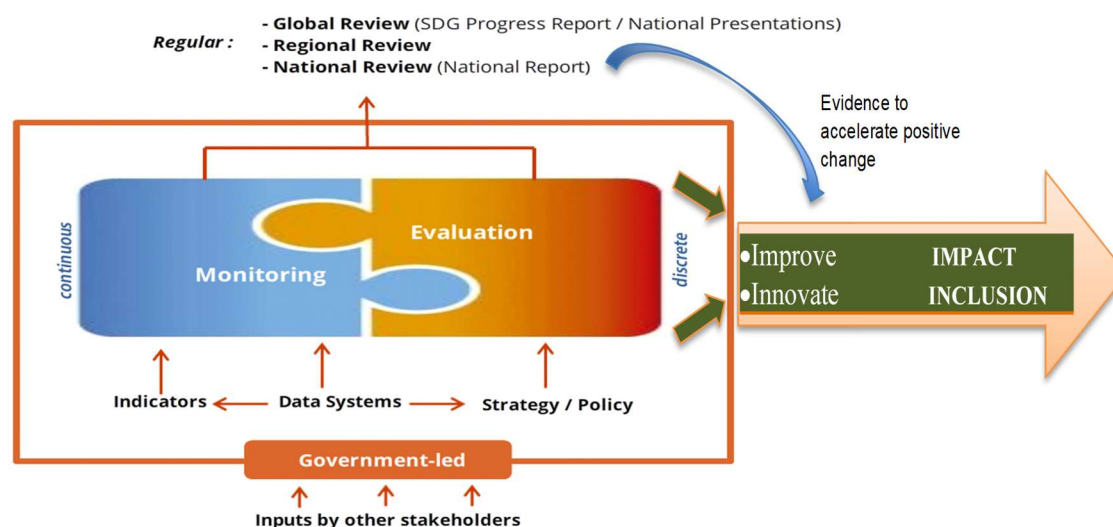 - Global Review (SDG Progress Report / National Presentations)
Regular : - Regional Review
- National Review (National Report)
Evidence to
accelerate positive
change
continuous
Monitoring
Evaluation
discrete
•Improve IMPACT
•Innovate INCLUSION
Indicators Data Systems Strategy / Policy
Government-led
Inputs by other stakeholders